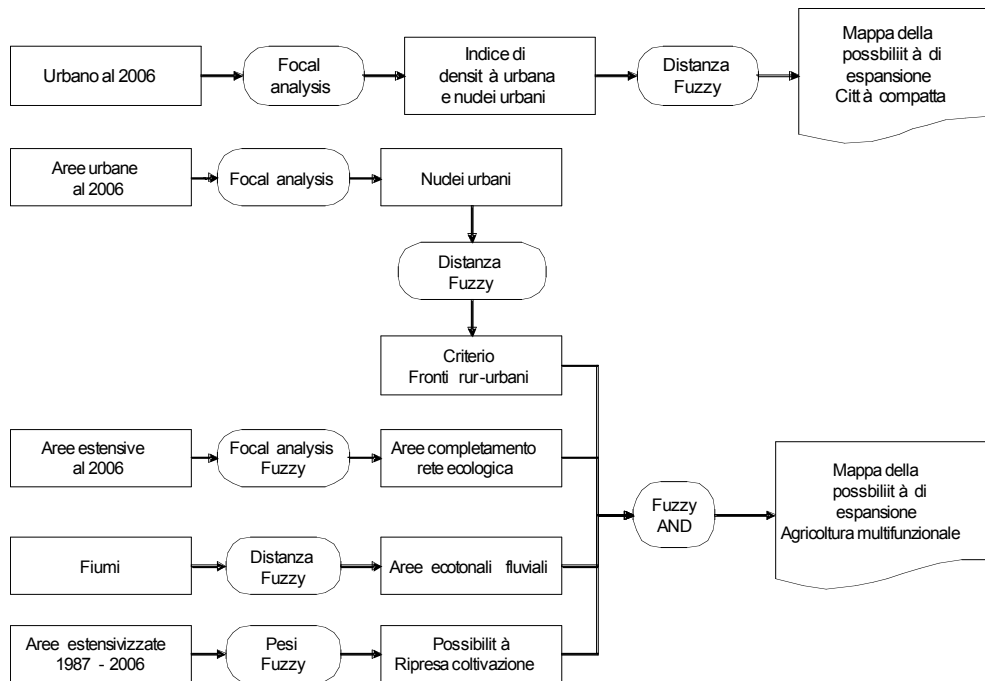 Urbano al 2006
Focal
analysis
Indice di
densit à urbana
e nuclei urbani
Distanza
Fuzzy
Mappa della
possbiliit à di
espansione
Citt à compatta
Aree urbane
al 2006
Focal analysis
Nuclei urbani
Distanza
Fuzzy
Criterio
Fronti rur-urbani
Aree estensive
al 2006
Focal analysis
Fuzzy
Aree completamento
rete ecologica
Fuzzy
AND
Mappa della
possbiliit à di
espansione
Agricoltura multifunzionale
Fiumi
Distanza
Fuzzy
Aree ecotonali fluviali
Aree estensivizzate
1987 - 2006
Pesi
Fuzzy
Possibilit à
Ripresa coltivazione